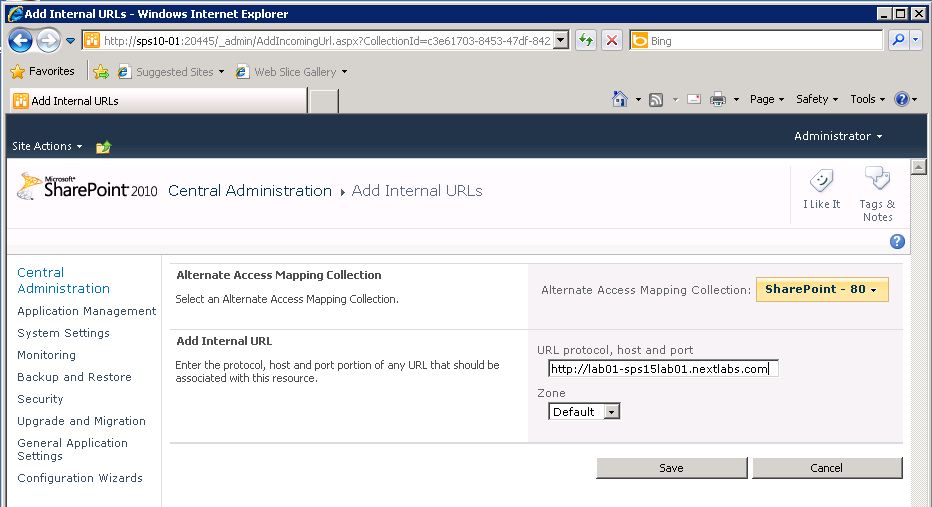 Add Internal URLs - Windows Internet Explorer
http://sps10-01:20445/_admin/AddIncomingUrl.aspx?CollectionId=c3e61703-8453-47df-842
Bing
Favorites
Suggested Sites
Web Slice Gallery
Add Internal URLs
Page
Safety
Tools
Administrator
Site Actions
Microsoft
SharePoint 2010
Central Administration
Add Internal URLs
I Like It
Tags &
Notes
Central
Administration
Application Management
System Settings
Monitoring
Backup and Restore
Security
Upgrade and Migration
General Application
Settings
Configuration Wizards
Alternate Access Mapping Collection
Select an Alternate Access Mapping Collection.
Alternate Access Mapping Collection: SharePoint - 80
Add Internal URL
Enter the protocol, host and port portion of any URL that should be
associated with this resource.
URL protocol, host and port
http://lab01-sps15lab01.nextlabs.com
Zone
Default
Save
Cancel